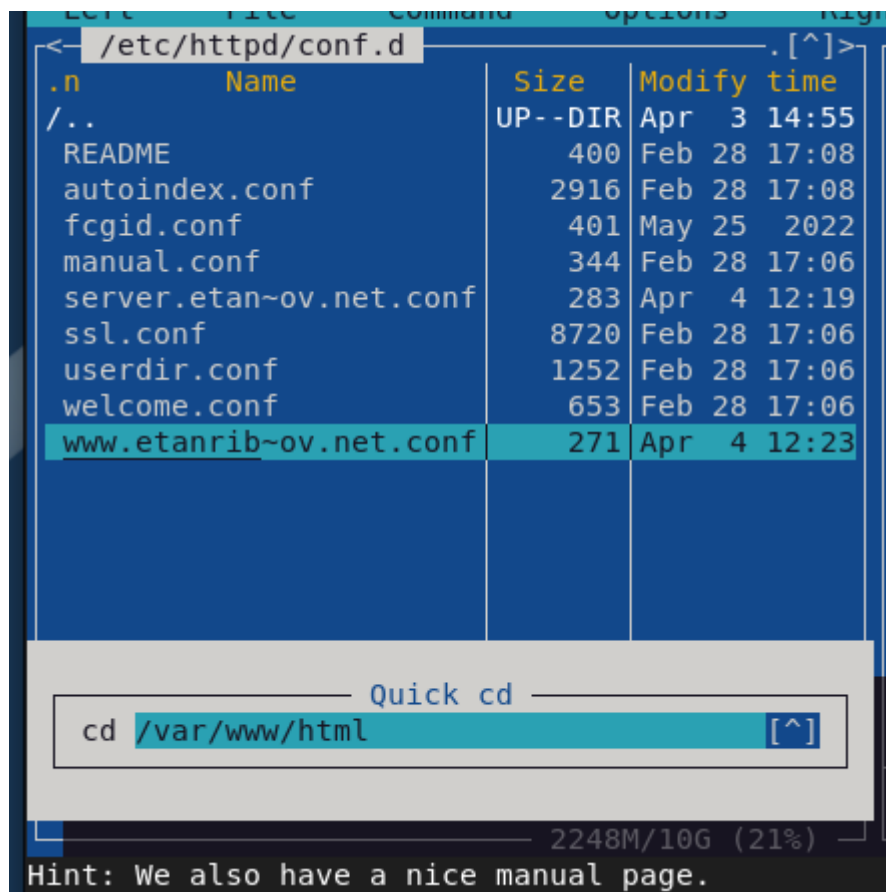 Left File Command Options Righ
<- /etc/httpd/conf.d .[^]>
.n Name Size Modify time
/.. UP--DIR Apr 3 14:55
README 400 Feb 28 17:08
autoindex.conf 2916 Feb 28 17:08
fcgid.conf 401 May 25 2022
manual.conf 344 Feb 28 17:06
server.etan~ov.net.conf 283 Apr 4 12:19
ssl.conf 8720 Feb 28 17:06
userdir.conf 1252 Feb 28 17:06
welcome.conf 653 Feb 28 17:06
www.etanrib~ov.net.conf 271 Apr 4 12:23
Quick cd
cd /var/www/html [^]
2248M/10G (21%)
Hint: We also have a nice manual page.